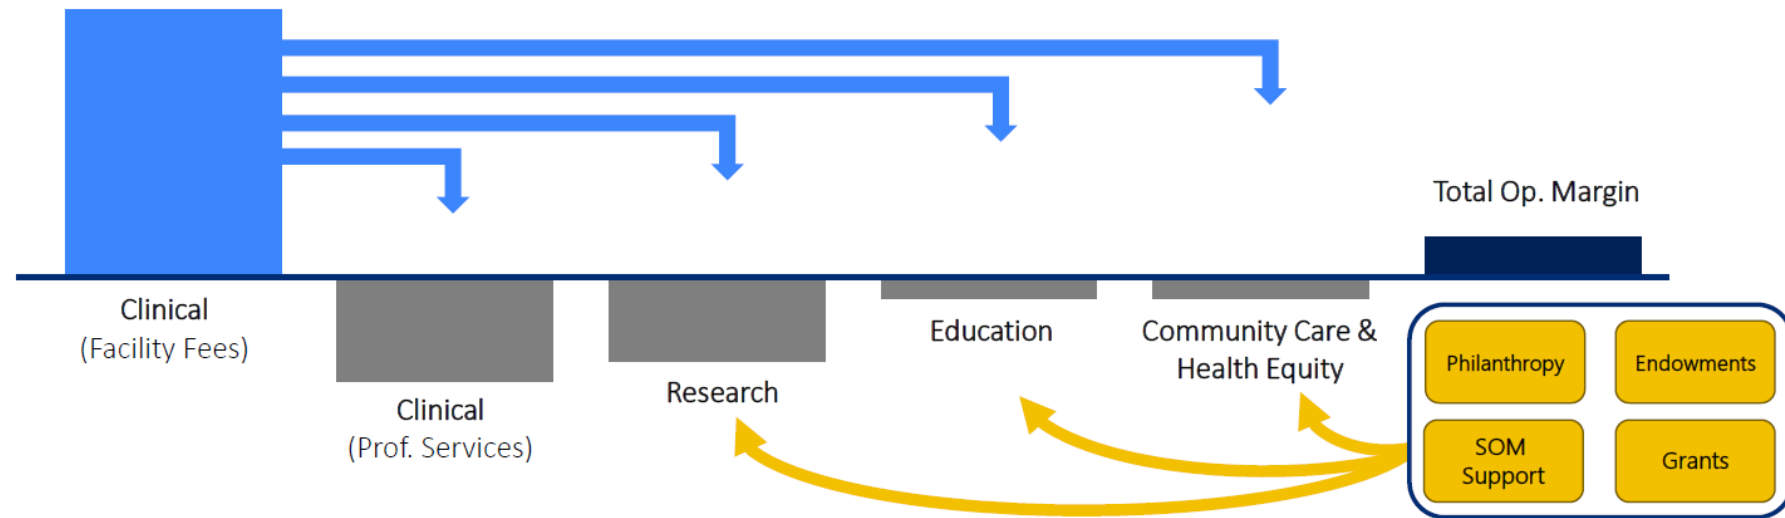 Clinical
(Facility Fees)
Clinical
(Prof. Services)
Research
Education
Community Care &
Health Equity
Total Op. Margin
Philanthropy
Endowments
SOM
Support
Grants